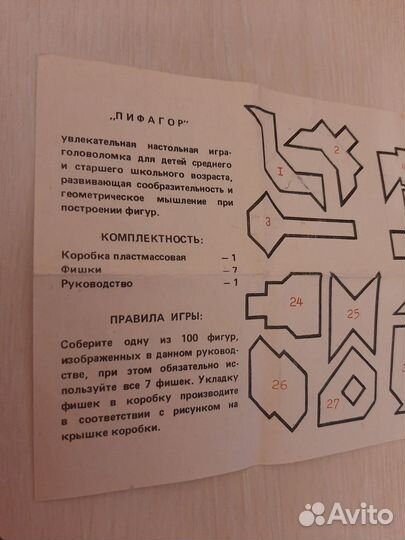 „ПИФАГОР"
увлекательная настольная игра-
головоломка для детей среднего
и старшего школьного возраста,
развивающая сообразительность и
геометрическое мышление при
построении фигур.
КОМПЛЕКТНОСТЬ:
Коробка пластмассовая – 1
Фишки – 7
Руководство – 1
ПРАВИЛА ИГРЫ:
Соберите одну из 100 фигур,
изображенных в данном руковод-
стве, при этом обязательно ис-
пользуйте все 7 фишек. Укладку
фишек в коробку производите
в соответствии с рисунком на
крышке коробки.
I
2
3
24
25
26
27
Avito